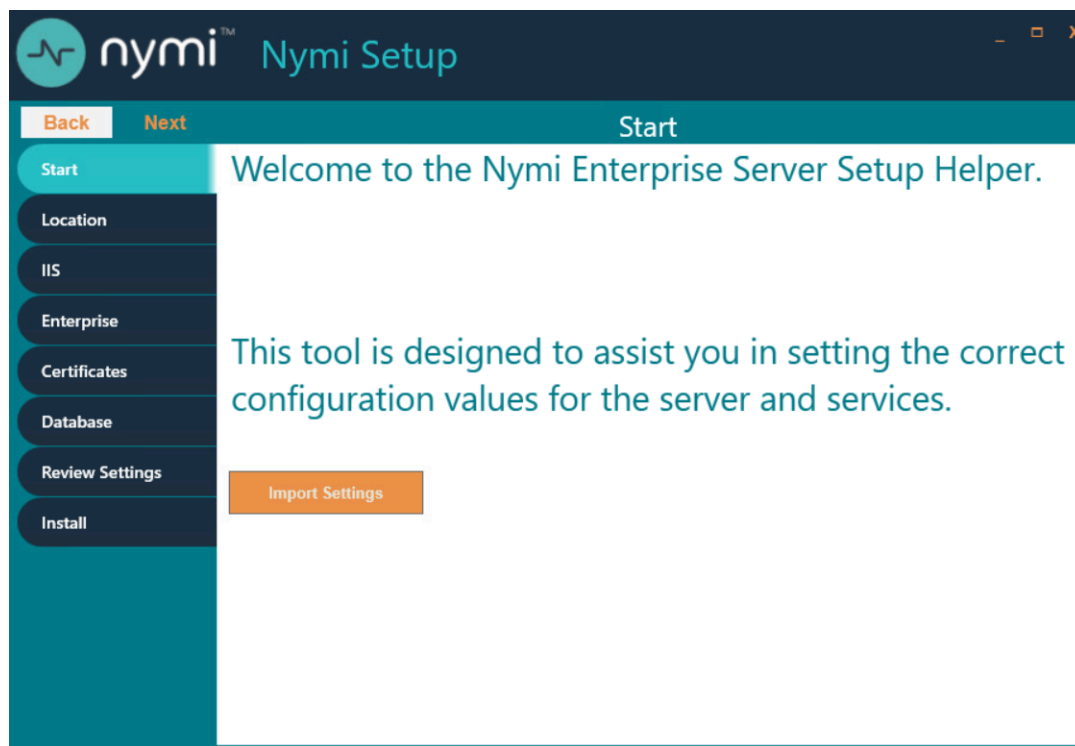 nymi™ Nymi Setup
_ □ X
Back Next Start
Start
Welcome to the Nymi Enterprise Server Setup Helper.
Location
IIS
Enterprise
Certificates
Database
Review Settings
Install
This tool is designed to assist you in setting the correct
configuration values for the server and services.
Import Settings